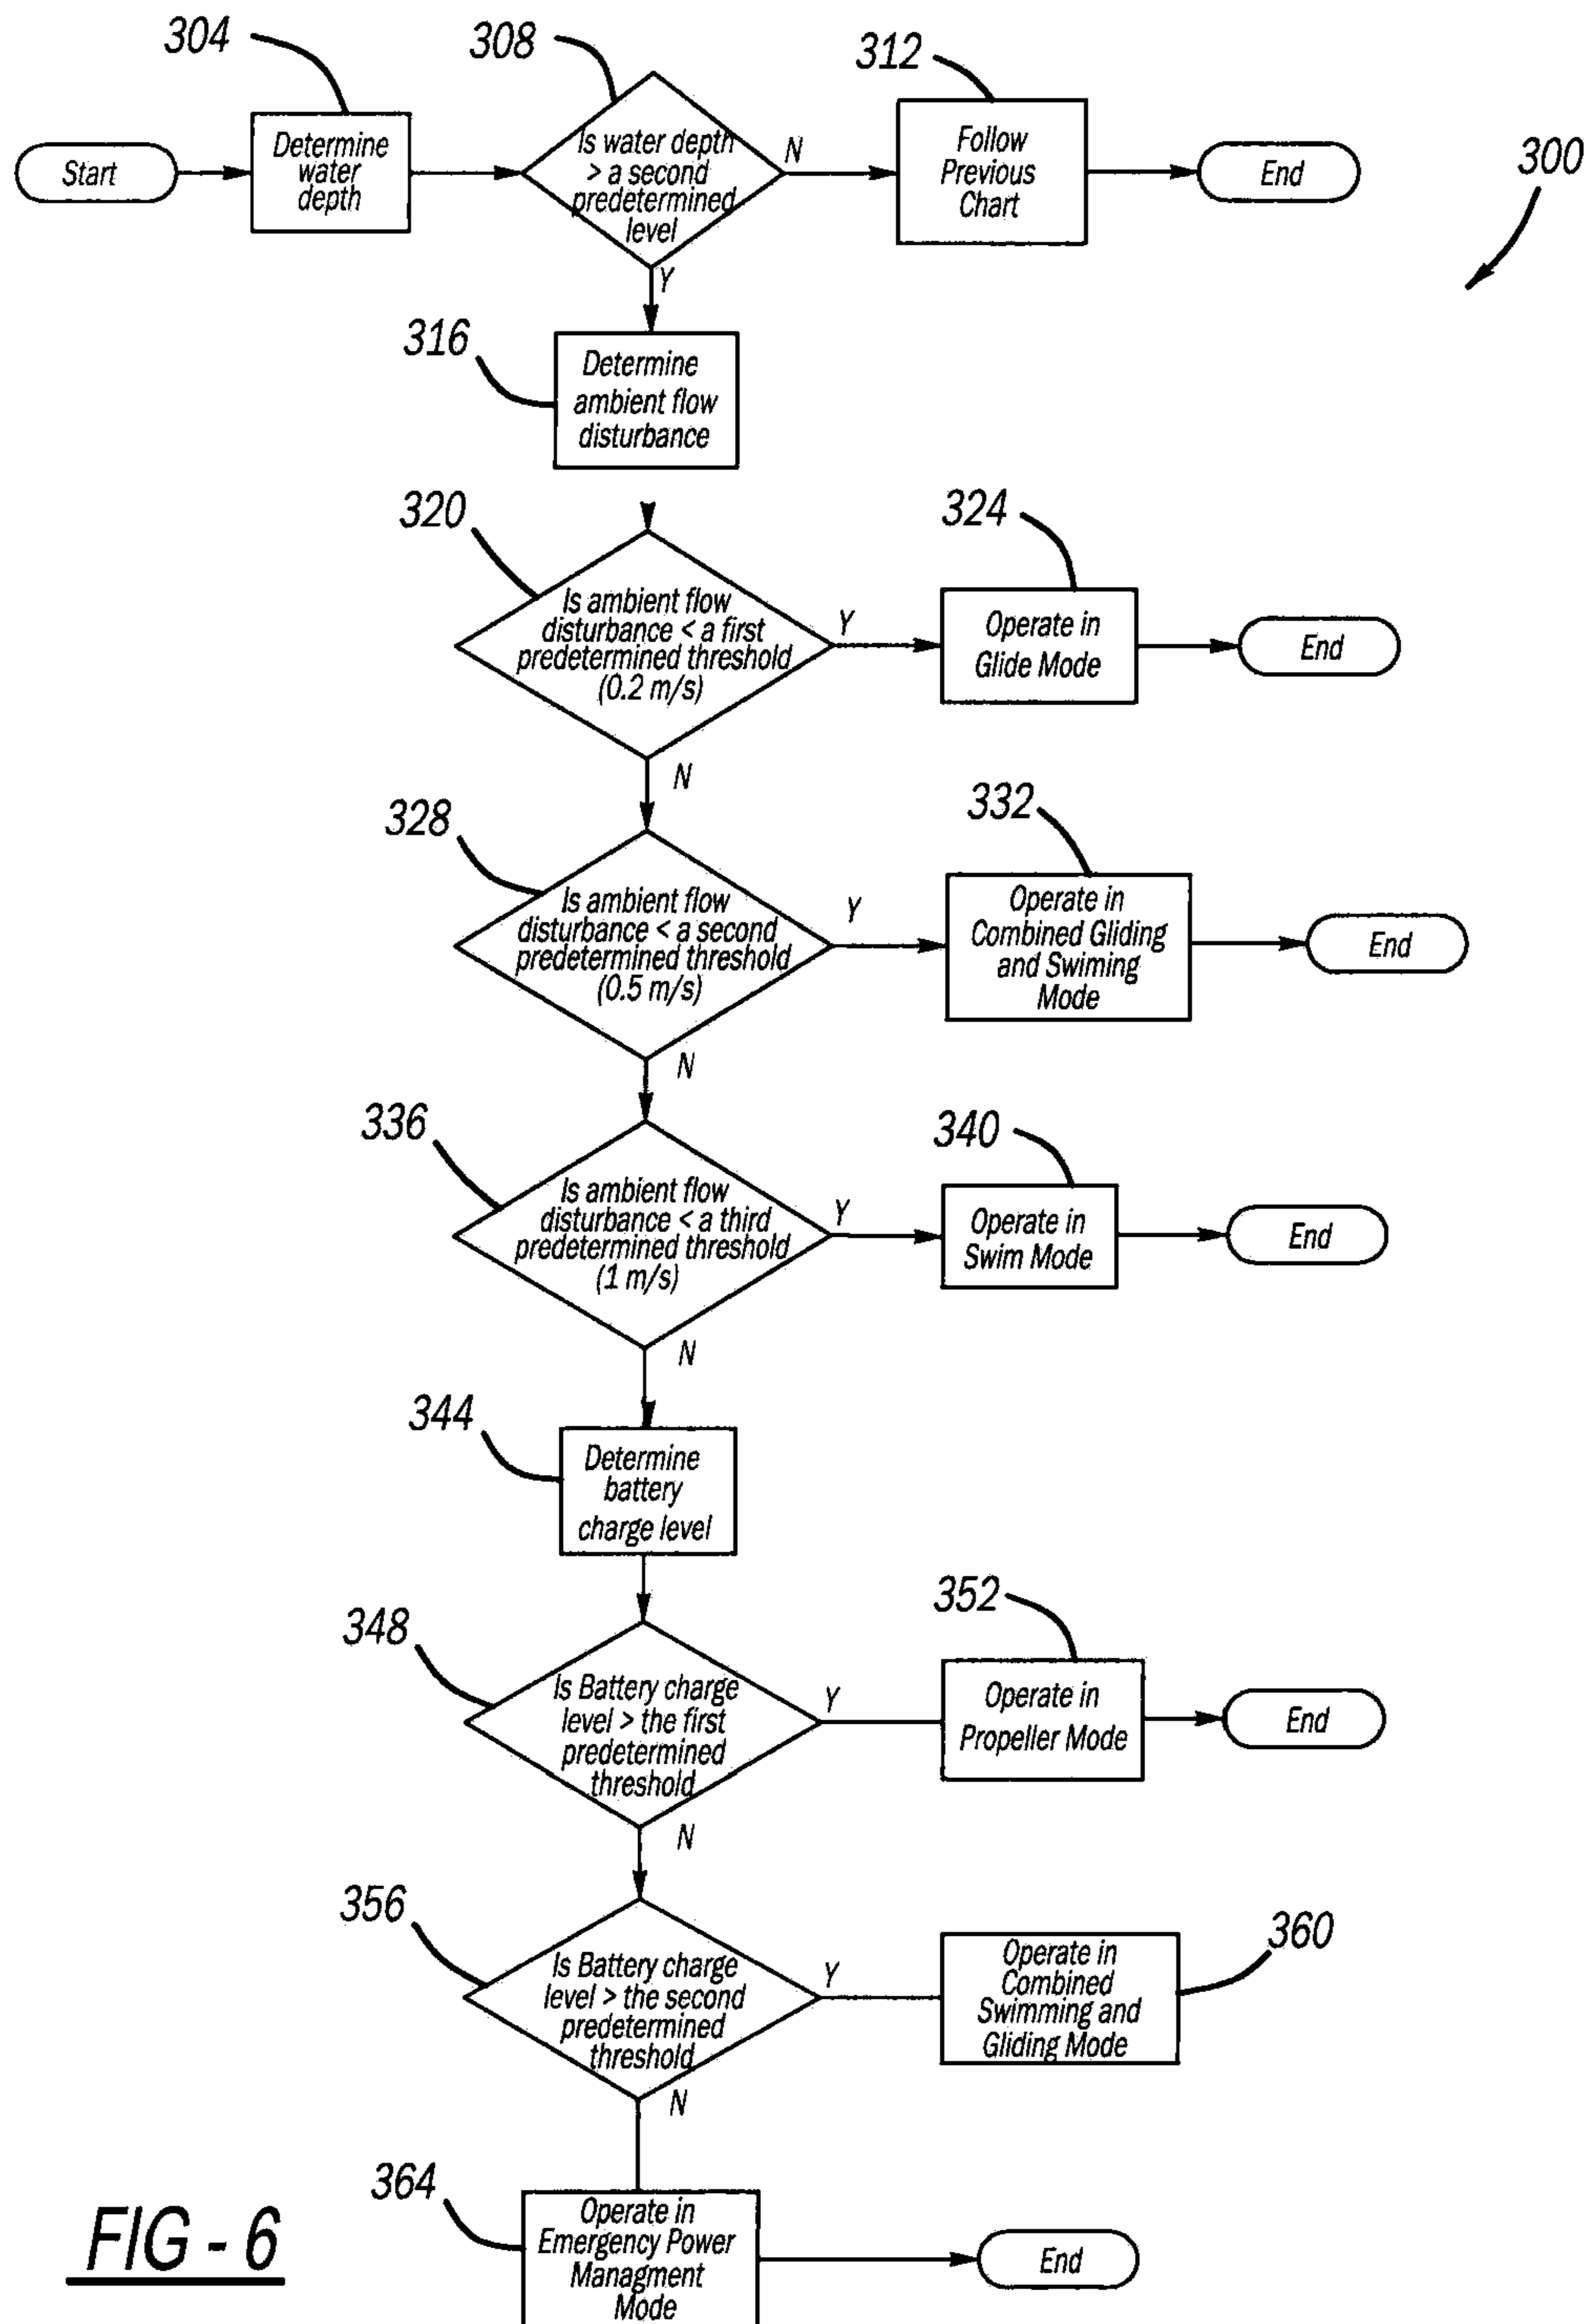 304
308
312
300
Start
Determine
water
depth
Is water depth
> a second
predetermined
level
N
Follow
Previous
Chart
End
Y
316
Determine
ambient flow
disturbance
320
324
Is ambient flow
disturbance < a first
predetermined threshold
(0.2 m/s)
Y
Operate in
Glide Mode
End
N
328
332
Is ambient flow
disturbance < a second
predetermined threshold
(0.5 m/s)
Y
Operate in
Combined Gliding
and Swiming
Mode
End
N
336
340
Is ambient flow
disturbance < a third
predetermined threshold
(1 m/s)
Y
Operate in
Swim Mode
End
N
344
Determine
battery
charge level
348
352
Is Battery charge
level > the first
predetermined
threshold
Y
Operate in
Propeller Mode
End
N
356
360
Is Battery charge
level > the second
predetermined
threshold
Y
Operate in
Combined
Swimming and
Gliding Mode
N
364
Operate in
Emergency Power
Managment
Mode
End
FIG - 6